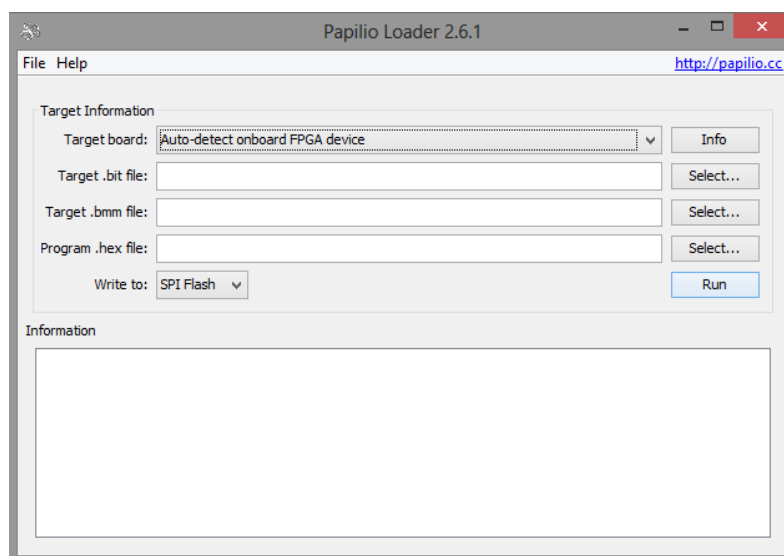 Papilio Loader 2.6.1
File Help http://papilio.cc
Target Information
Target board: Auto-detect onboard FPGA device Info
Target .bit file: Select...
Target .bmm file: Select...
Program .hex file: Select...
Write to: SPI Flash Run
Information